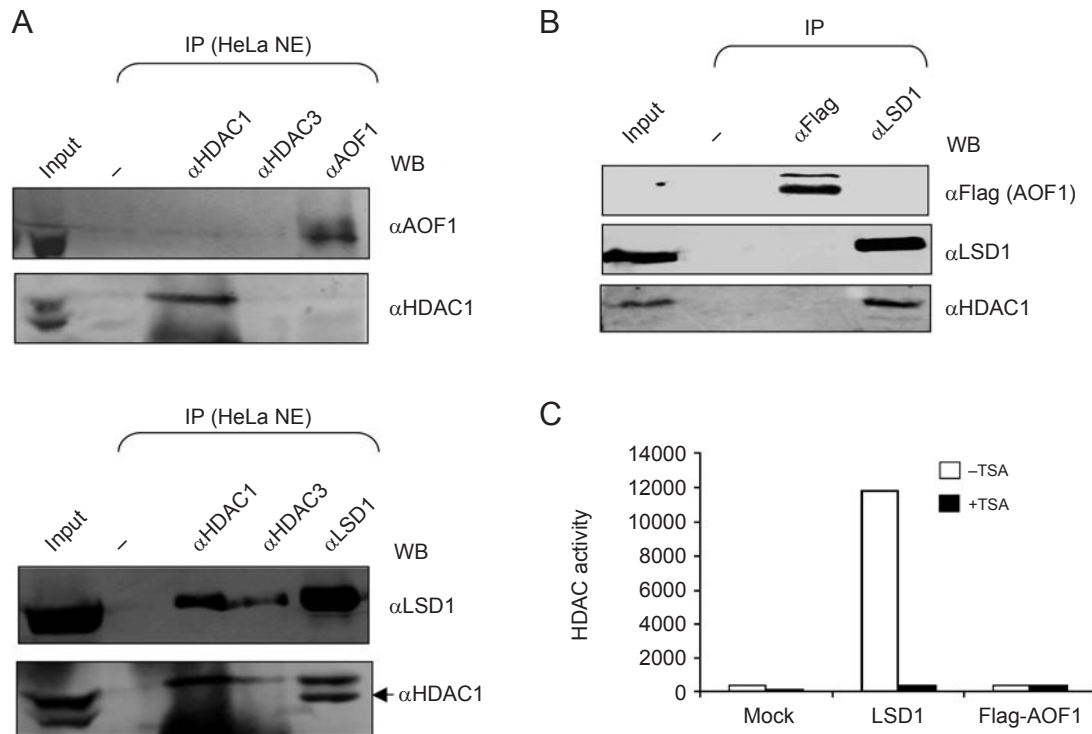 A
IP (HeLa NE)
Input
–
αHDAC1
αHDAC3
αAOF1
WB
αAOF1
αHDAC1
IP (HeLa NE)
Input
–
αHDAC1
αHDAC3
αLSD1
WB
αLSD1
αHDAC1
B
IP
Input
–
αFlag
αLSD1
WB
αFlag (AOF1)
αLSD1
αHDAC1
C
14000
12000
10000
8000
6000
4000
2000
0
HDAC activity
–TSA
+TSA
Mock
LSD1
Flag-AOF1